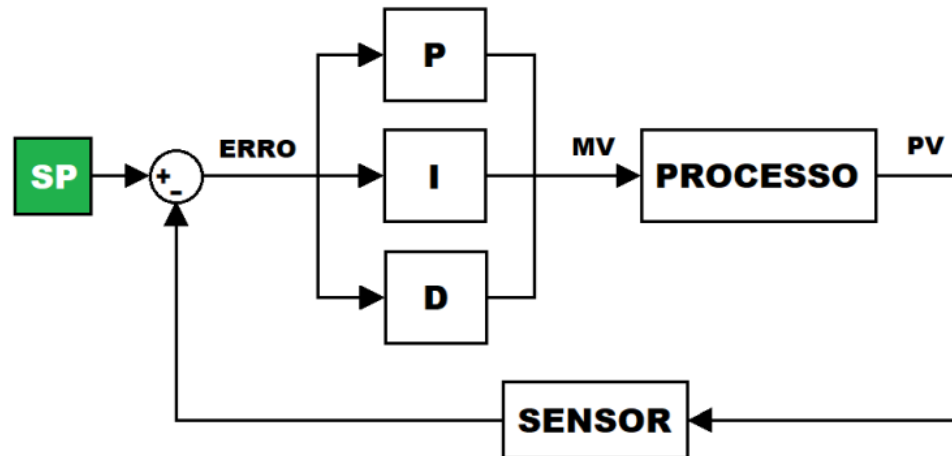 P
SP
+
-
ERRO
I
MV
PROCESSO
PV
D
SENSOR